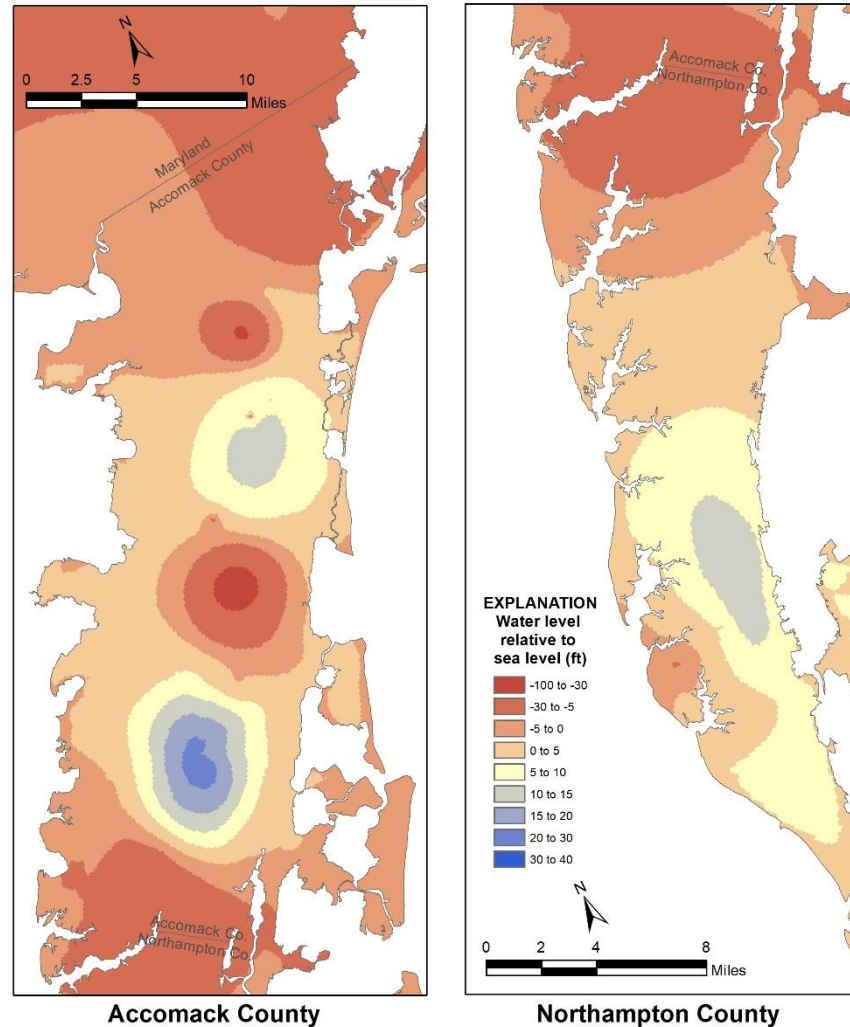 N
0 2.5 5 10
Miles
Maryland
Accomack County
Accomack Co.
Northampton Co.
Accomack County
Accomack Co.
Northampton Co.
EXPLANATION
Water level
relative to
sea level (ft)
-100 to -30
-30 to -5
-5 to 0
0 to 5
5 to 10
10 to 15
15 to 20
20 to 30
30 to 40
N
0 2 4 8
Miles
Northampton County